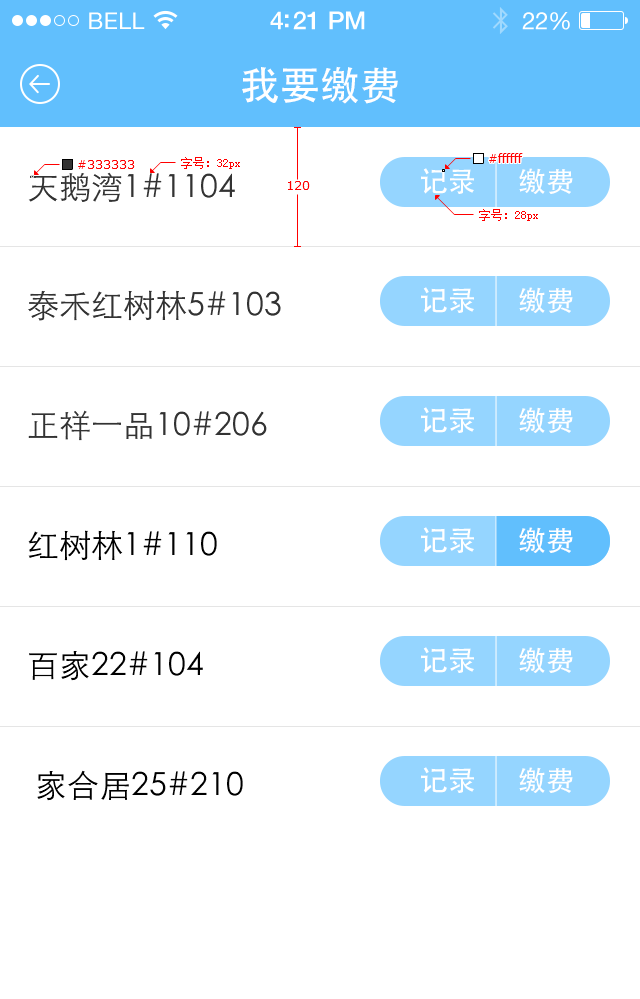 BELL 4:21 PM 22%
我要缴费
#333333 字号: 32px #ffffff
天鹅湾1#1104 120 记录 缴费
字号: 28px
泰禾红树林5#103 记录 缴费
正祥一品10#206 记录 缴费
红树林1#110 记录 缴费
百家22#104 记录 缴费
家合居25#210 记录 缴费